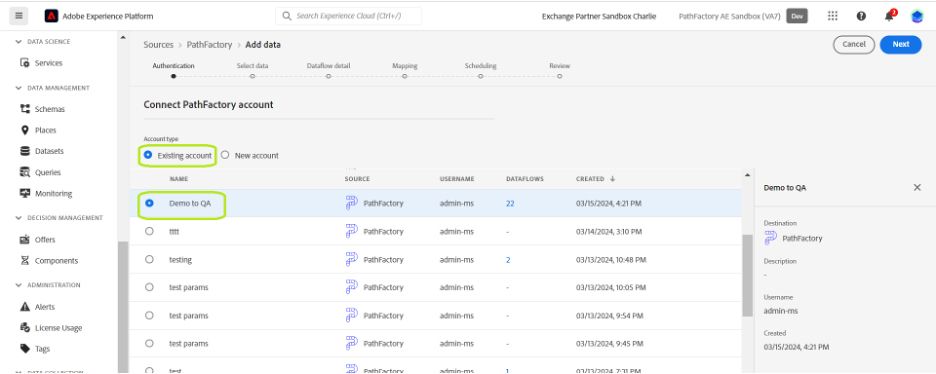 Adobe Experience Platform
Search Experience Cloud (Ctrl+/)
Exchange Partner Sandbox Charlie
PathFactory AE Sandbox (VA7) Dev
2
DATA SCIENCE
Services
DATA MANAGEMENT
Schemas
Places
Datasets
Queries
Monitoring
DECISION MANAGEMENT
Offers
Components
ADMINISTRATION
Alerts
License Usage
Tags
DATA COLLECTION
Sources > PathFactory > Add data
Cancel Next
Authentication Select data Dataflow detail Mapping Scheduling Review
Connect PathFactory account
Account type
Existing account New account
NAME SOURCE USERNAME DATAFLOWS CREATED ↓
Demo to QA PathFactory admin-ms 22 03/15/2024, 4:21 PM
tttt PathFactory admin-ms - 03/14/2024, 3:10 PM
testing PathFactory admin-ms 2 03/13/2024, 10:48 PM
test params PathFactory admin-ms - 03/13/2024, 10:05 PM
test params PathFactory admin-ms - 03/13/2024, 9:54 PM
test params PathFactory admin-ms - 03/13/2024, 9:45 PM
test PathFactory admin-ms 1 03/13/2024, 7:31 PM
Demo to QA
Destination
PathFactory
Description
-
Username
admin-ms
Created
03/15/2024, 4:21 PM